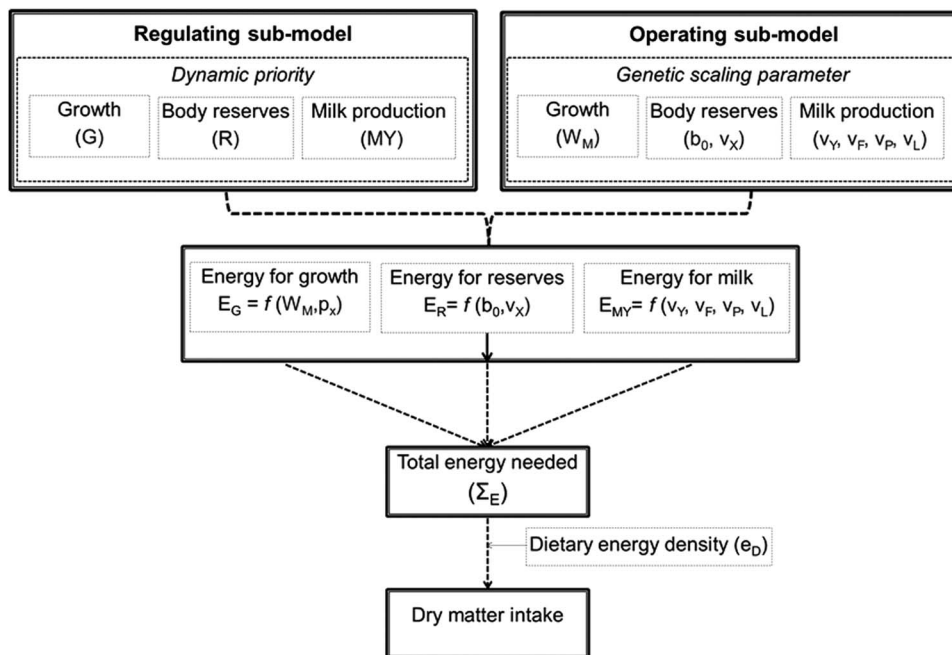 Regulating sub-model
Dynamic priority
Growth
(G)
Body reserves
(R)
Milk production
(MY)
Operating sub-model
Genetic scaling parameter
Growth
(W_M)
Body reserves
(b_0, v_X)
Milk production
(v_Y, v_F, v_P, v_L)
Energy for growth
E_G = f (W_M,p_x)
Energy for reserves
E_R= f (b_0,v_X)
Energy for milk
E_MY= f (v_Y, v_F, v_P, v_L)
Total energy needed
(Σ_E)
Dietary energy density (e_D)
Dry matter intake